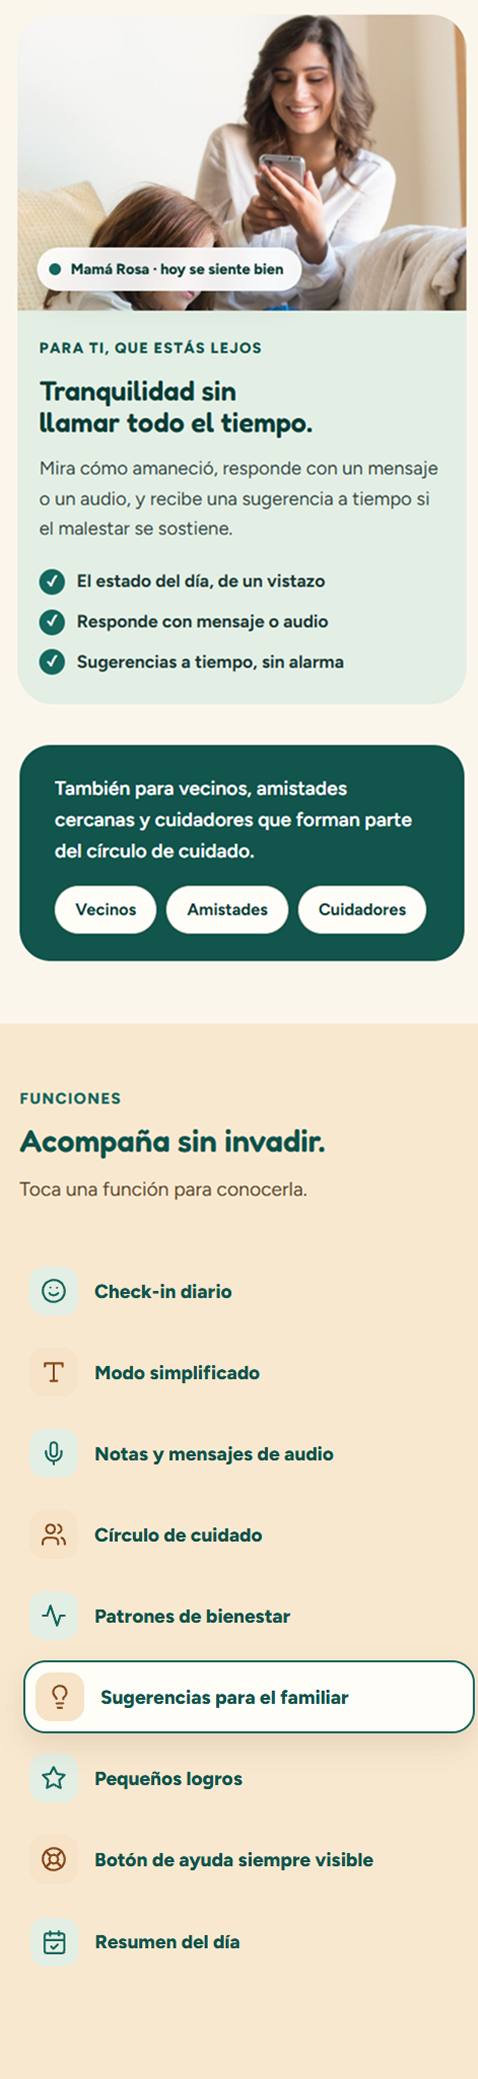 Mamá Rosa · hoy se siente bien
PARA TI, QUE ESTÁS LEJOS
Tranquilidad sin
llamar todo el tiempo.
Mira cómo amaneció, responde con un mensaje
o un audio, y recibe una sugerencia a tiempo si
el malestar se sostiene.
El estado del día, de un vistazo
Responde con mensaje o audio
Sugerencias a tiempo, sin alarma
También para vecinos, amistades
cercanas y cuidadores que forman parte
del círculo de cuidado.
Vecinos
Amistades
Cuidadores
FUNCIONES
Acompaña sin invadir.
Toca una función para conocerla.
Check-in diario
Modo simplificado
Notas y mensajes de audio
Círculo de cuidado
Patrones de bienestar
Sugerencias para el familiar
Pequeños logros
Botón de ayuda siempre visible
Resumen del día